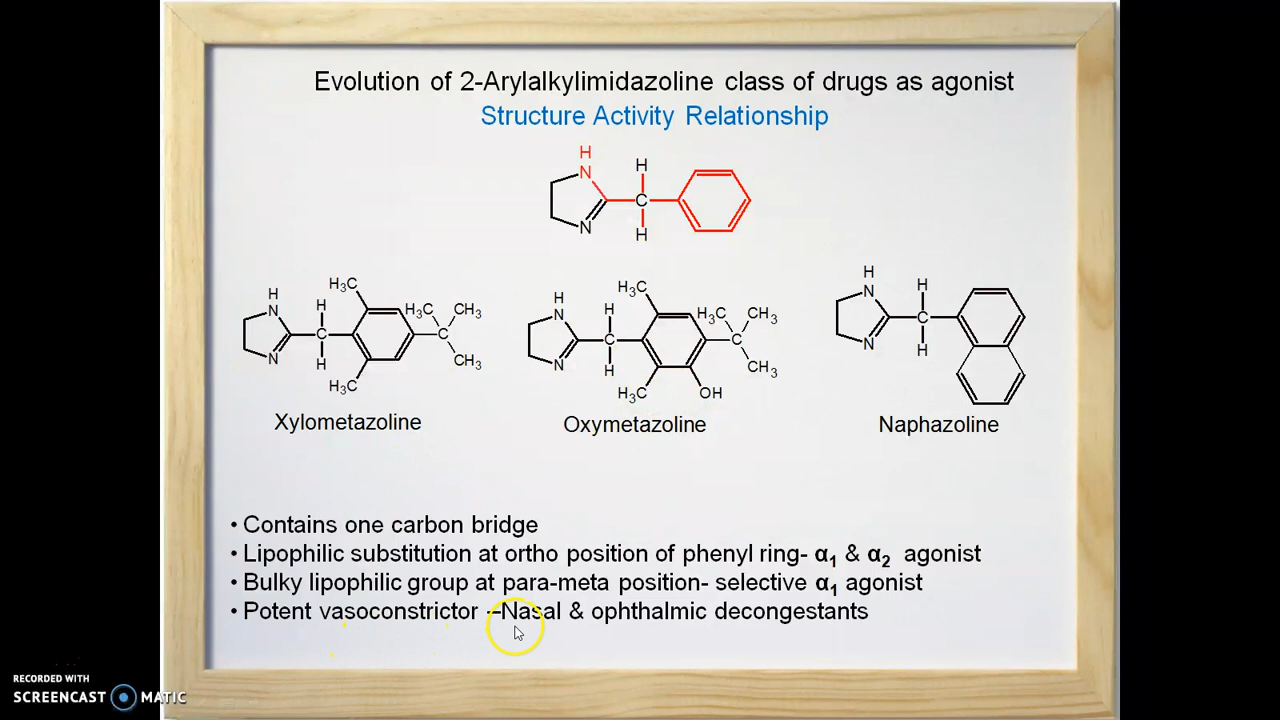 Evolution of 2-Arylalkylimidazoline class of drugs as agonist
Structure Activity Relationship
H
N
N
H
C
H
H
N
N
H
C
H
H₃C
H₃C
H₃C
CH₃
C
CH₃
Xylometazoline
H
N
N
H
C
H
H₃C
H₃C
H₃C
CH₃
C
CH₃
OH
Oxymetazoline
H
N
N
H
C
H
Naphazoline
• Contains one carbon bridge
• Lipophilic substitution at ortho position of phenyl ring- α₁ & α₂ agonist
• Bulky lipophilic group at para-meta position- selective α₁ agonist
• Potent vasoconstrictor –Nasal & ophthalmic decongestants
RECORDED WITH
SCREENCAST MATIC